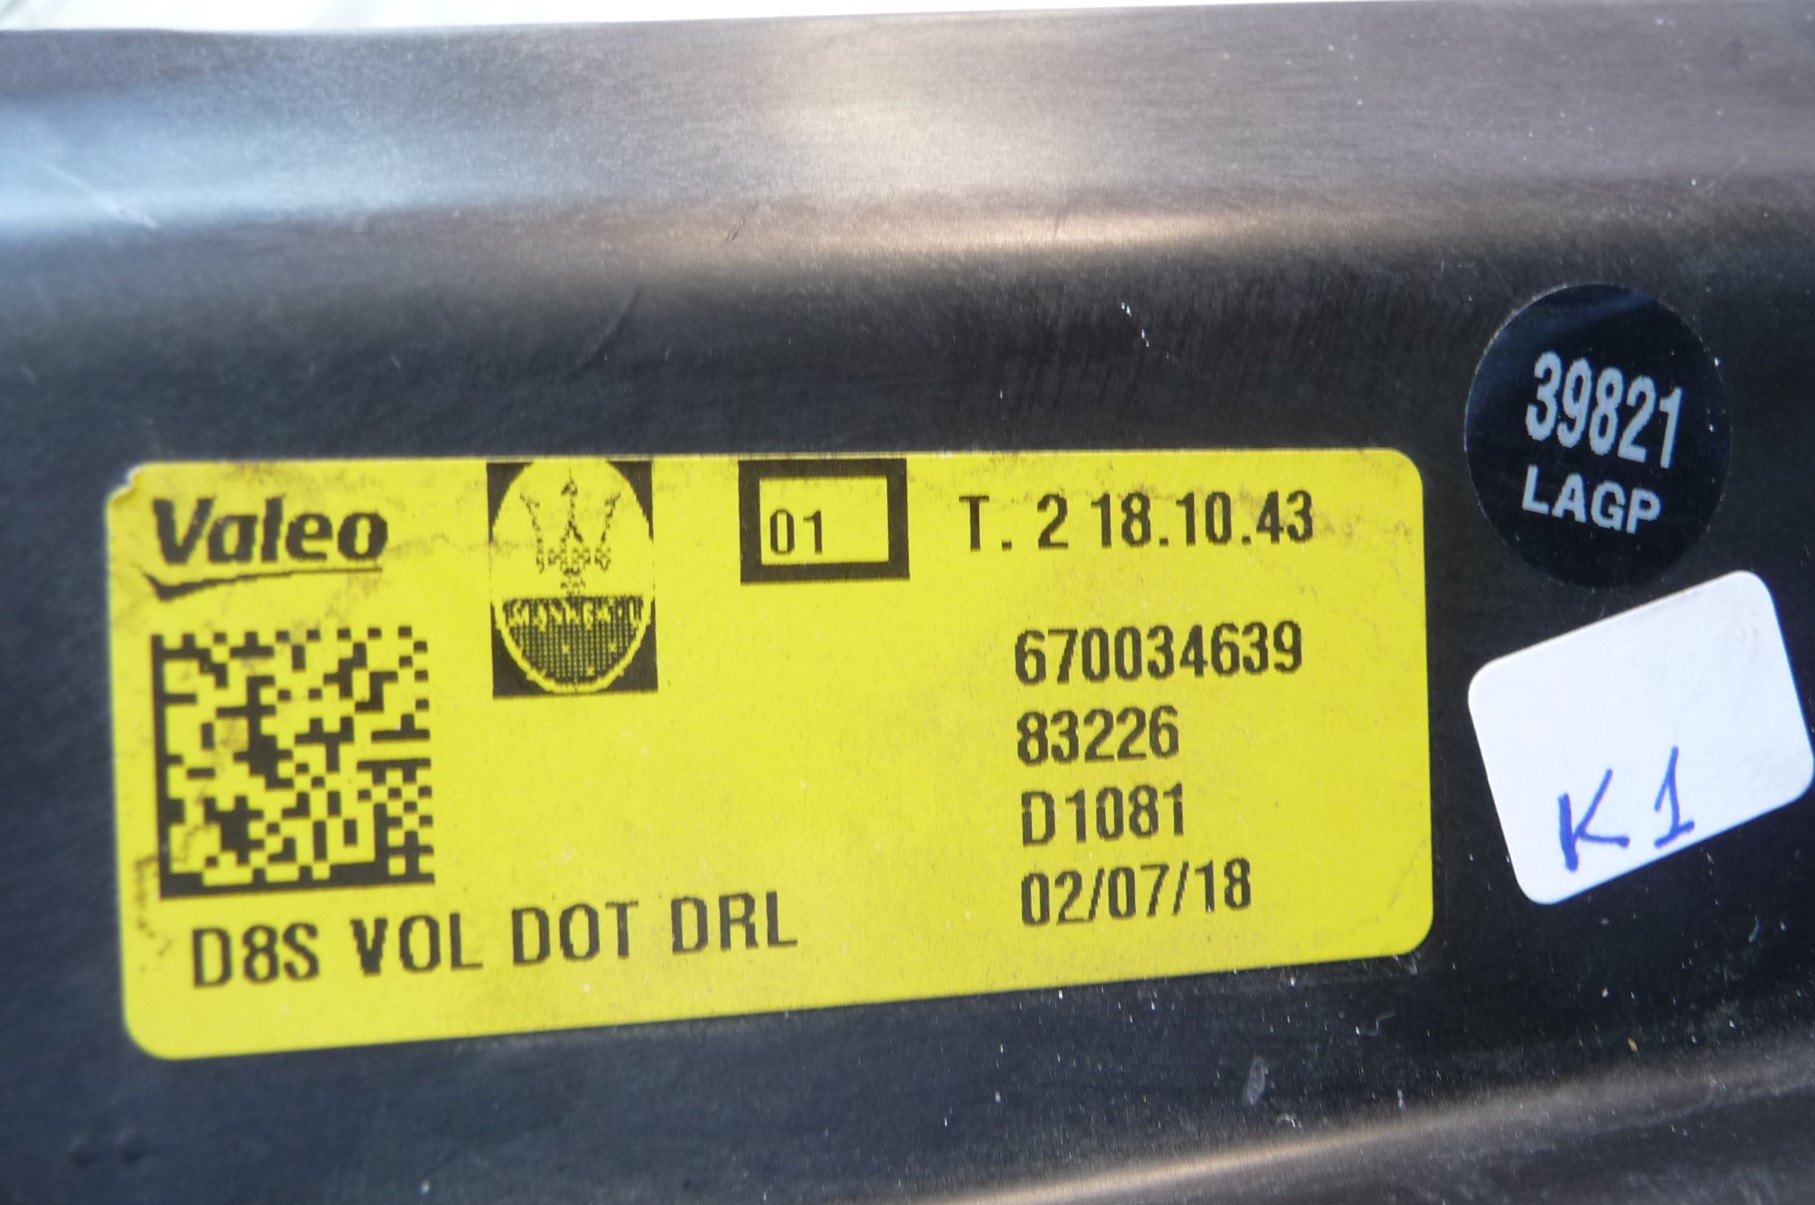 Valeo
01
T. 2 18.10.43
670034639
83226
D1081
02/07/18
D8S VOL DOT DRL
39821
LAGP
K1